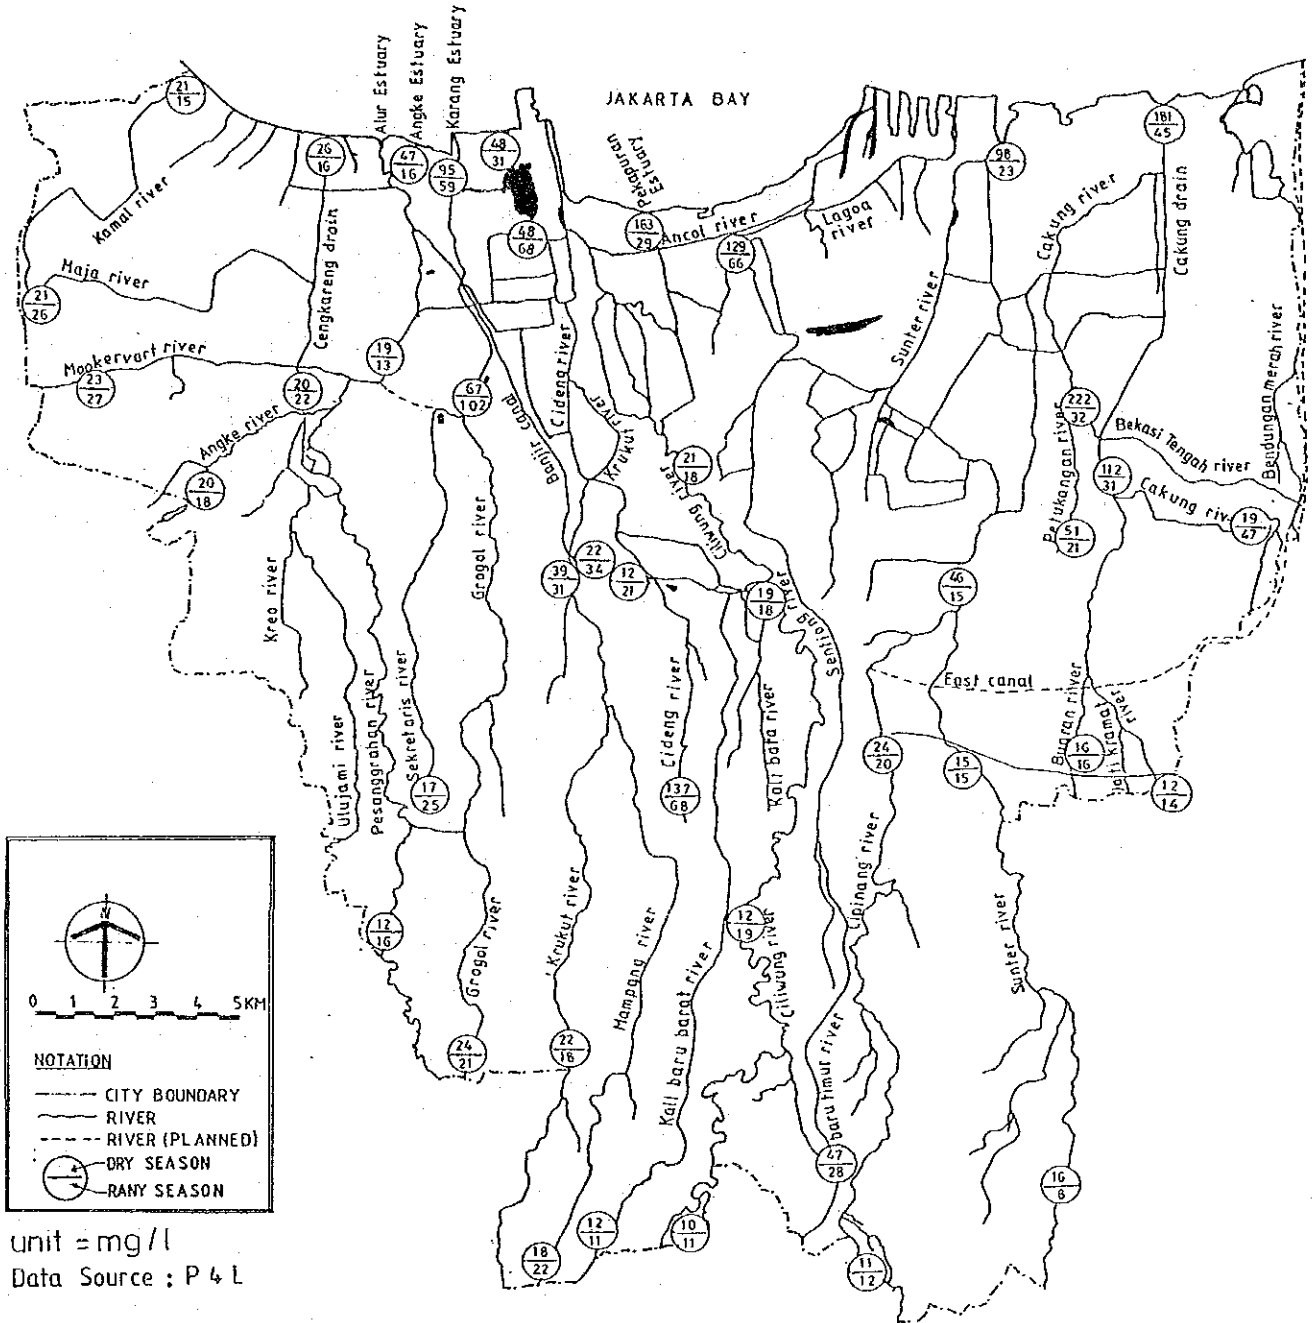 Alur Estuary
Angke Estuary
Karang Estuary
JAKARTA BAY
21
15
26
16
47
16
95
59
48
31
Pekapuran
Estuary
163
29
Ancol river
129
66
Lagoa
river
98
23
181
45
Kamal river
Cengkareng drain
48
68
Cakung river
Cakung drain
Maja river
21
26
Sunter river
Bendungan merah river
Mookervart river
23
27
19
13
20
22
67
102
Cideng river
Banjir canal
Krukut river
222
32
Angke river
20
18
21
18
Ciliwung river
Petukangan river
Bekasi Tengah river
112
31
Cakung riv
19
47
51
21
Kreo river
Grogol river
39
31
22
34
12
21
19
18
Sentiong river
46
15
East canal
Ulujami river
Pesanggrahan river
Sekretaris river
17
25
Cideng river
132
68
Kali bata river
24
20
15
15
Buaran river
16
16
Jati Kramat
river
12
14
12
16
Grogol river
Krukut river
Mampang river
Kali baru barat river
12
19
Ciliwung river
Cipinang river
Sunter river
24
21
22
18
baru timur river
47
28
16
6
18
22
12
11
10
11
11
12
N
0 1 2 3 4 5 KM
NOTATION
CITY BOUNDARY
RIVER
RIVER (PLANNED)
DRY SEASON
RANY SEASON
unit = mg/l
Data Source : P4L